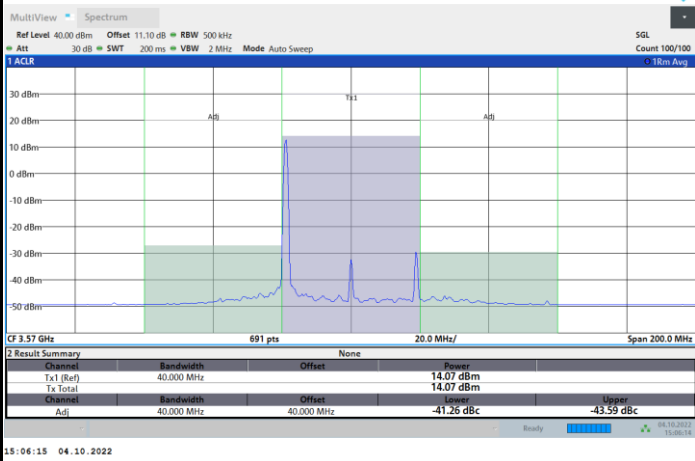 MultiView Spectrum
Ref Level 40.00 dBm Offset 11.10 dB RBW 500 kHz SGL
Att 30 dB SWT 200 ms VBW 2 MHz Mode Auto Sweep Count 100/100
1 ACLR 1Rm Avg
30 dBm
Tx1
20 dBm Adj Adj
10 dBm
0 dBm
-10 dBm
-20 dBm
-30 dBm
-40 dBm
-50 dBm
CF 3.57 GHz 691 pts 20.0 MHz/ Span 200.0 MHz
2 Result Summary None
Channel Bandwidth Offset Power
Tx1 (Ref) 40.000 MHz 14.07 dBm
Tx Total 14.07 dBm
Channel Bandwidth Offset Lower Upper
Adj 40.000 MHz 40.000 MHz -41.26 dBc -43.59 dBc
Ready 04.10.2022
15:06:14
15:06:15 04.10.2022